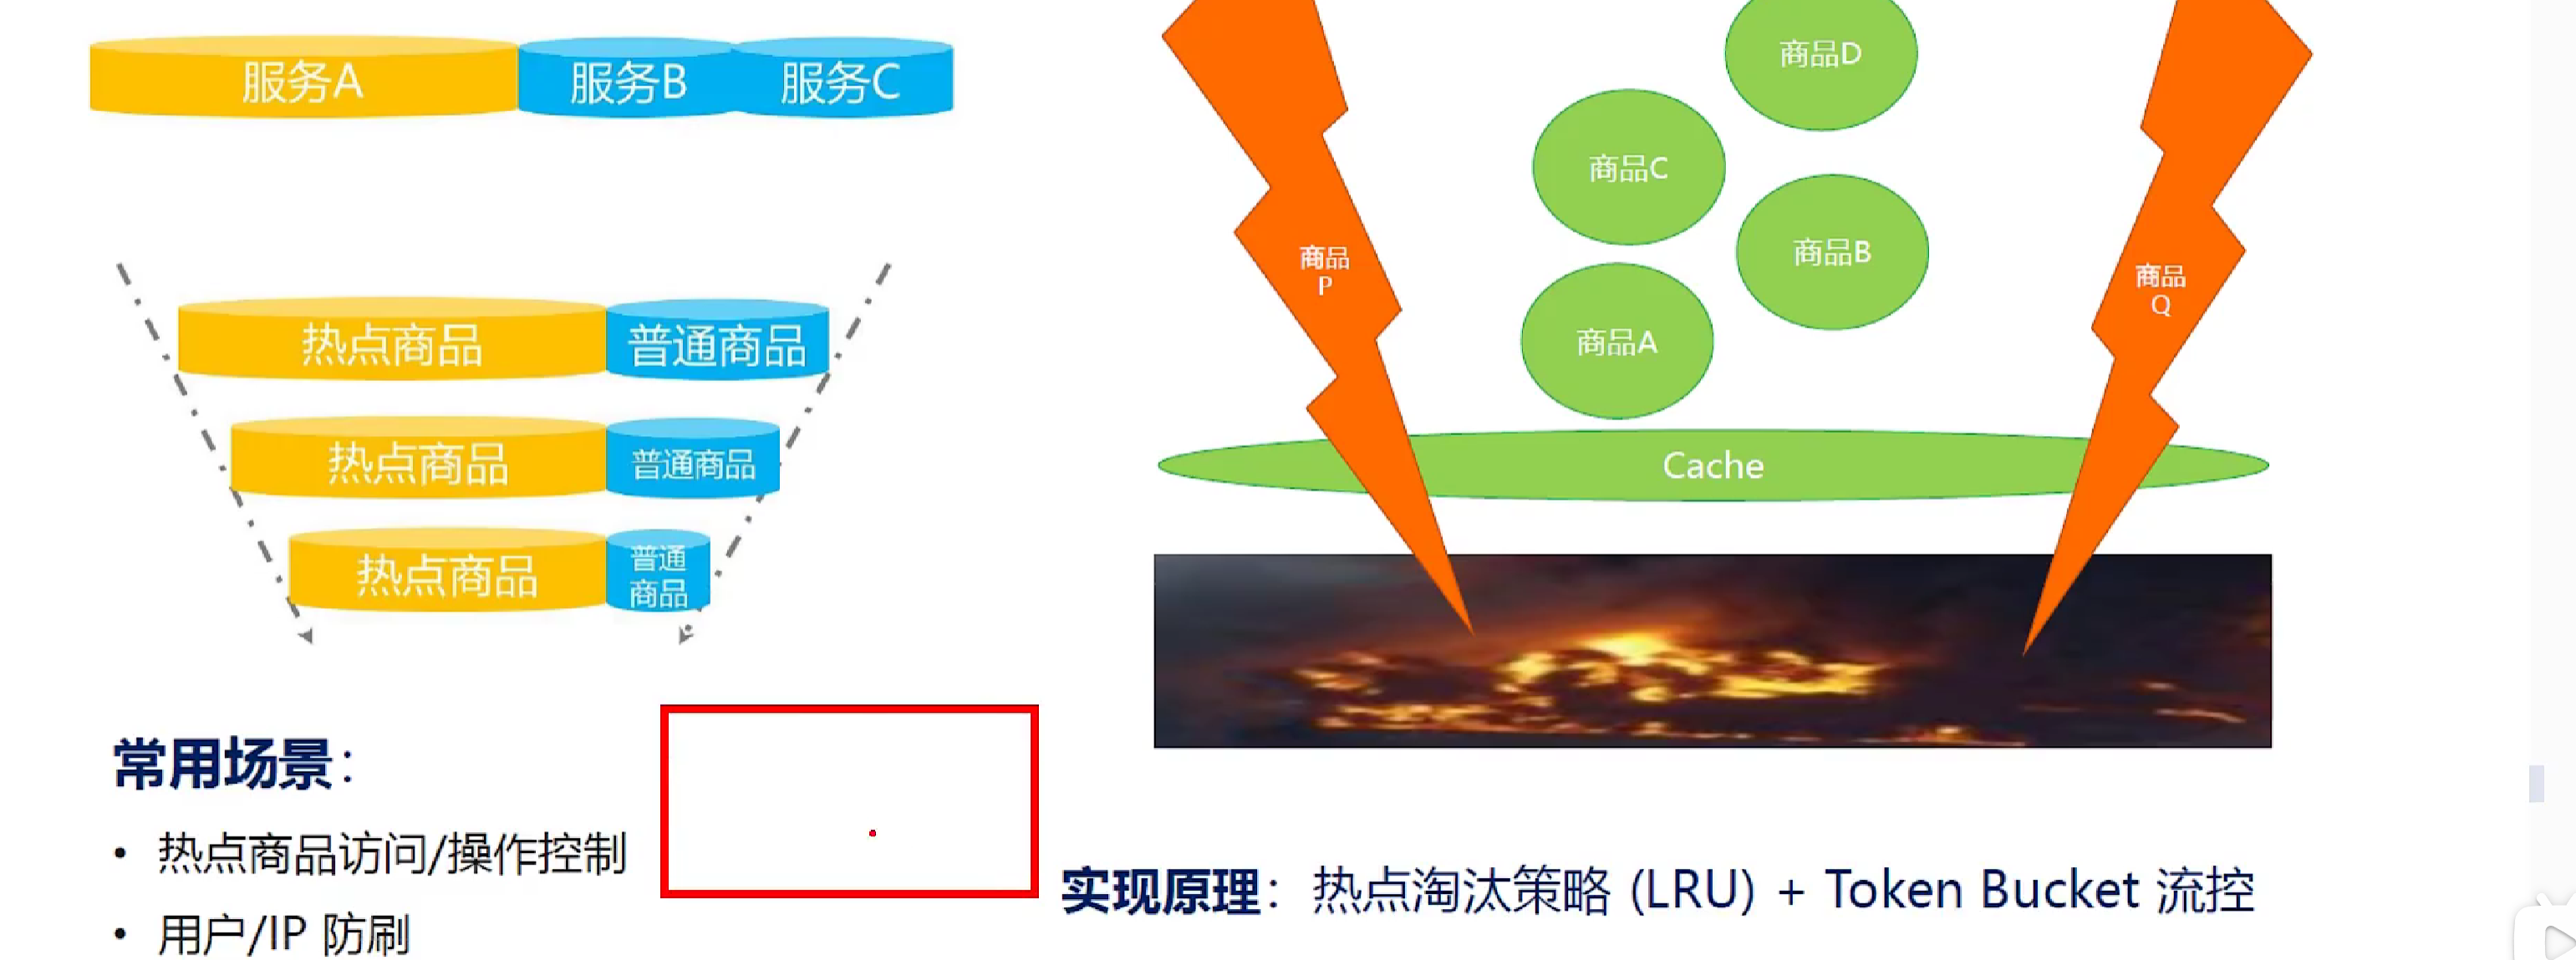 服务A
服务B
服务C
热点商品
普通商品
热点商品
普通商品
热点商品
普通
商品
常用场景：
• 热点商品访问/操作控制
• 用户/IP 防刷
商品D
商品C
商品B
商品A
商品
P
商品
Q
Cache
实现原理：热点淘汰策略 (LRU) + Token Bucket 流控